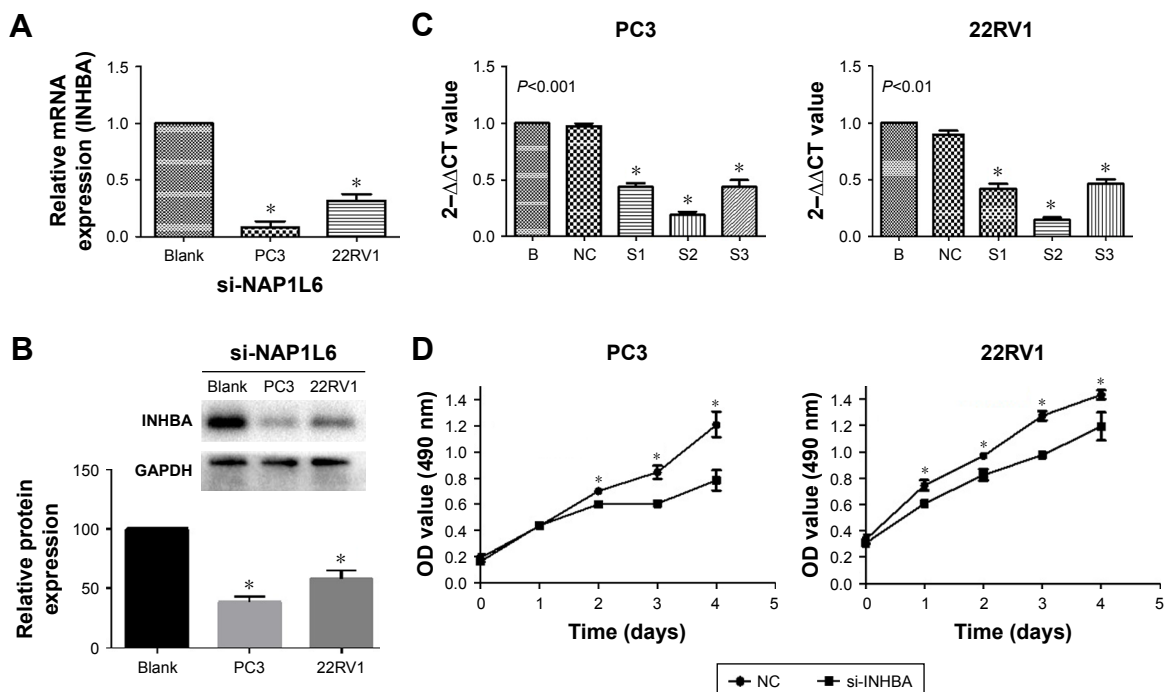 A
Relative mRNA
expression (INHBA)
1.5
1.0
0.5
0.0
*
*
Blank
PC3
22RV1
si-NAP1L6
C
PC3
2–ΔΔCT value
1.5
1.0
0.5
0.0
P<0.001
*
*
*
B
NC
S1
S2
S3
22RV1
2–ΔΔCT value
1.5
1.0
0.5
0.0
P<0.01
*
*
*
B
NC
S1
S2
S3
B
si-NAP1L6
Blank
PC3
22RV1
INHBA
GAPDH
Relative protein
expression
150
100
50
0
*
*
Blank
PC3
22RV1
D
PC3
OD value (490 nm)
1.4
1.2
1.0
0.8
0.6
0.4
0.2
0.0
*
*
*
0
1
2
3
4
5
Time (days)
22RV1
OD value (490 nm)
1.4
1.2
1.0
0.8
0.6
0.4
0.2
0.0
*
*
*
*
0
1
2
3
4
5
Time (days)
NC
si-INHBA